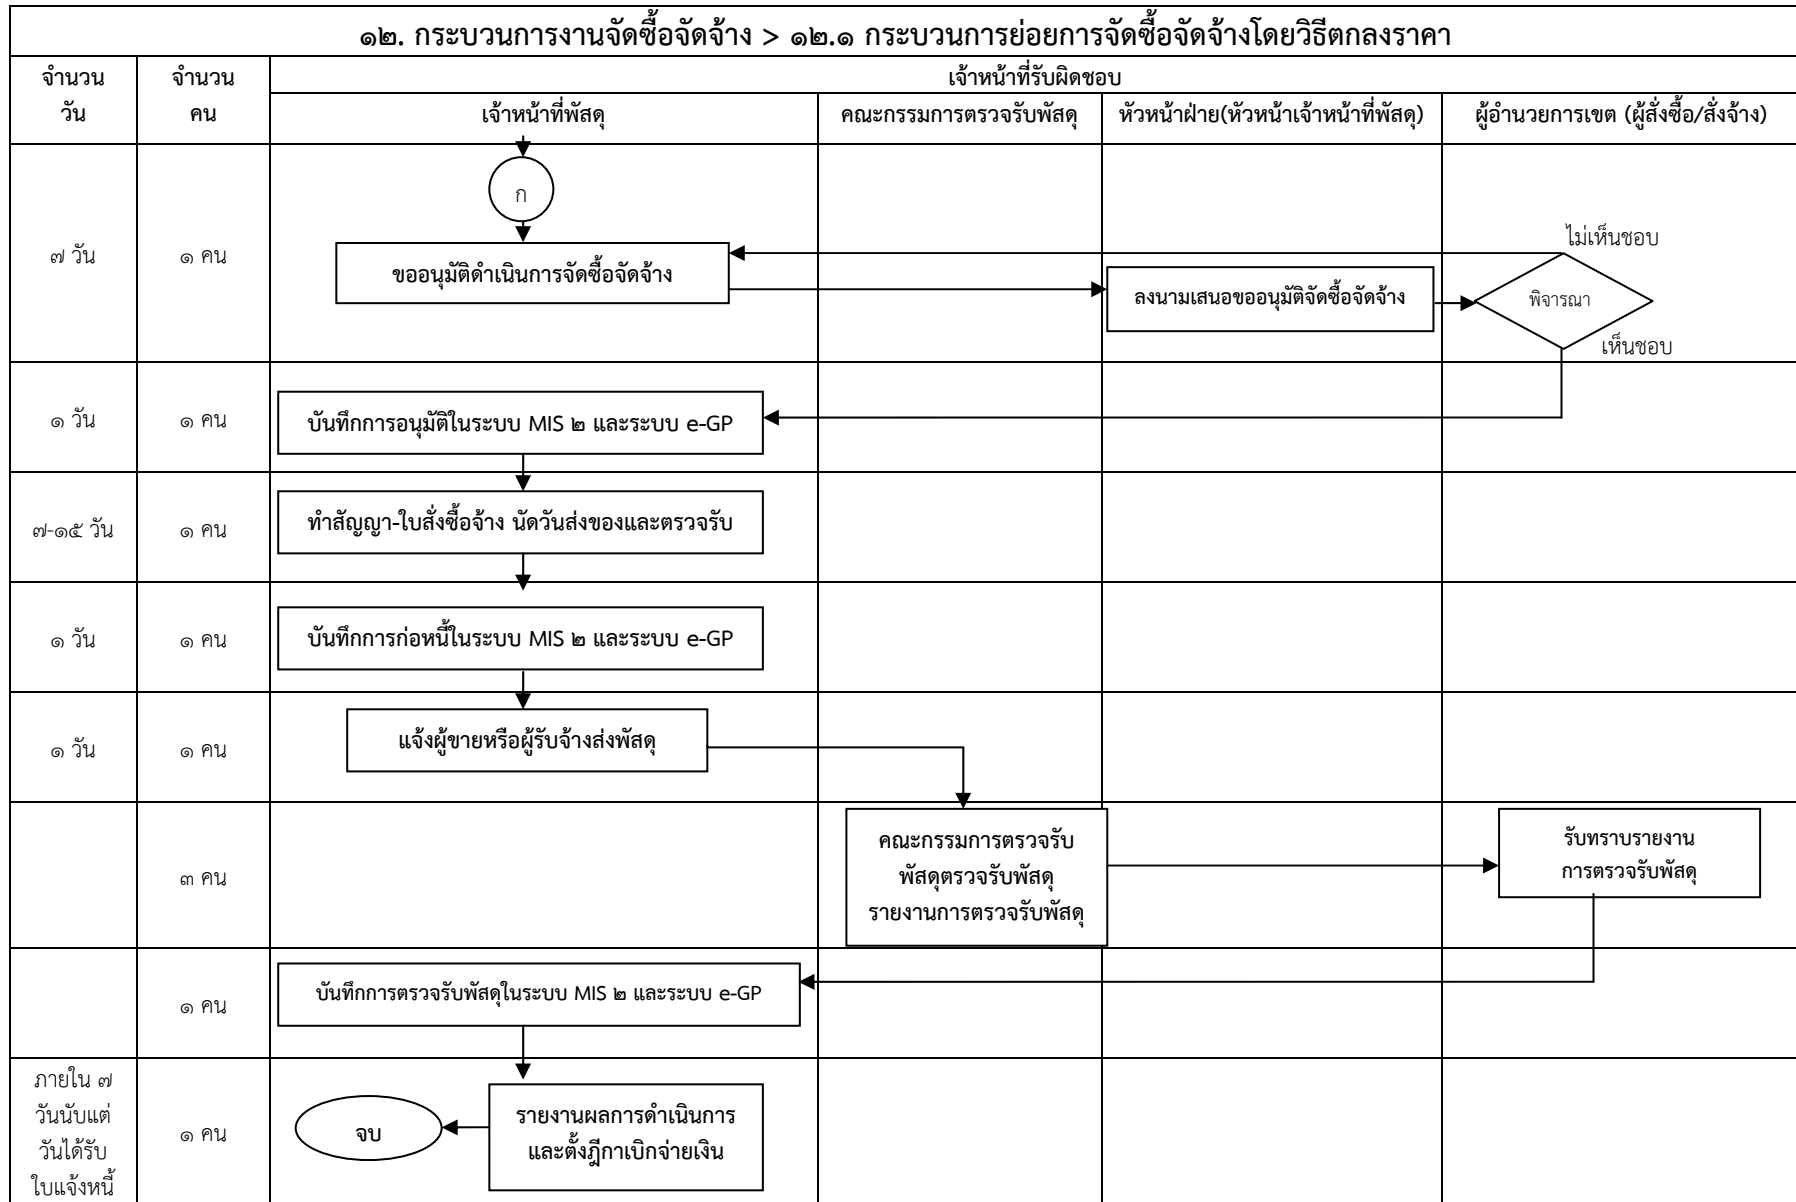 ๑๒. กระบวนการงานจัดซื้อจัดจ้าง > ๑๒.๑ กระบวนการย่อยการจัดซื้อจัดจ้างโดยวิธีตกลงราคา
จำนวน
วัน
จำนวน
คน
เจ้าหน้าที่รับผิดชอบ
เจ้าหน้าที่พัสดุ
คณะกรรมการตรวจรับพัสดุ
หัวหน้าฝ่าย(หัวหน้าเจ้าหน้าที่พัสดุ)
ผู้อำนวยการเขต (ผู้สั่งซื้อ/สั่งจ้าง)
๗ วัน
๑ คน
ก
ขออนุมัติดำเนินการจัดซื้อจัดจ้าง
ลงนามเสนอขออนุมัติจัดซื้อจัดจ้าง
ไม่เห็นชอบ
พิจารณา
เห็นชอบ
๑ วัน
๑ คน
บันทึกการอนุมัติในระบบ MIS ๒ และระบบ e-GP
๗-๑๕ วัน
๑ คน
ทำสัญญา-ใบสั่งซื้อจ้าง นัดวันส่งของและตรวจรับ
๑ วัน
๑ คน
บันทึกการก่อหนี้ในระบบ MIS ๒ และระบบ e-GP
๑ วัน
๑ คน
แจ้งผู้ขายหรือผู้รับจ้างส่งพัสดุ
๓ คน
คณะกรรมการตรวจรับ
พัสดุตรวจรับพัสดุ
รายงานการตรวจรับพัสดุ
รับทราบรายงาน
การตรวจรับพัสดุ
๑ คน
บันทึกการตรวจรับพัสดุในระบบ MIS ๒ และระบบ e-GP
ภายใน ๗
วันนับแต่
วันได้รับ
ใบแจ้งหนี้
๑ คน
จบ
รายงานผลการดำเนินการ
และตั้งฎีกาเบิกจ่ายเงิน